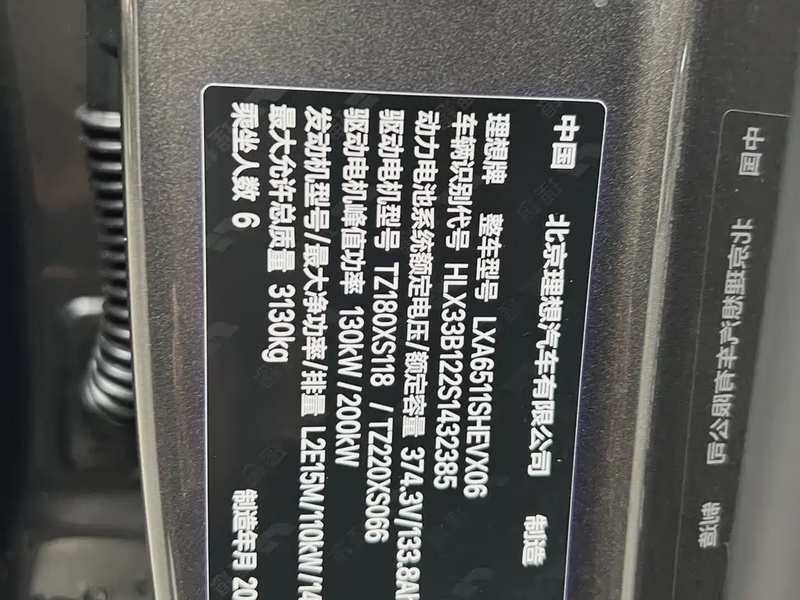 中国 北京理想汽车有限公司 制造
理想牌 整车型号 LXA6511SHEVX06
车辆识别代号 HLX33B122S1432385
动力电池系统额定电压/额定容量 374.3V/133.8Ah
驱动电机型号 TZ180XS118 /TZ220XS066
驱动电机峰值功率 130kW/200kW
发动机型号/最大净功率/排量 L2E15M/110kW/14
最大允许总质量 3130kg
乘坐人数 6 制造年月 20